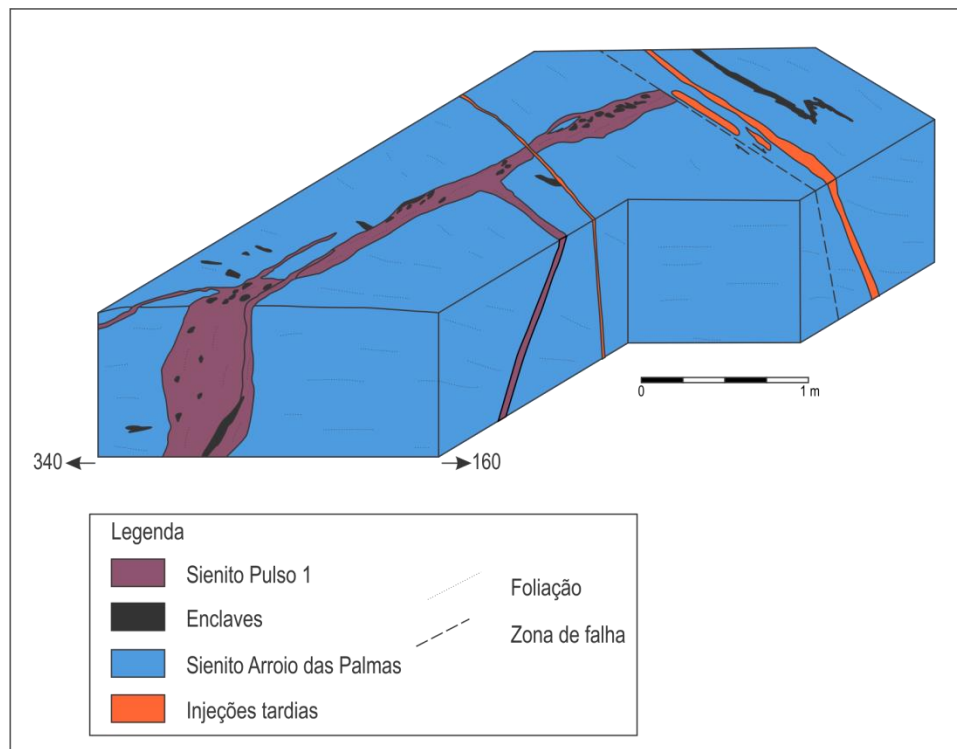 0
1 m
340
160
Legenda
Sienito Pulso 1
Enclaves
Sienito Arroio das Palmas
Injeções tardias
Foliação
Zona de falha